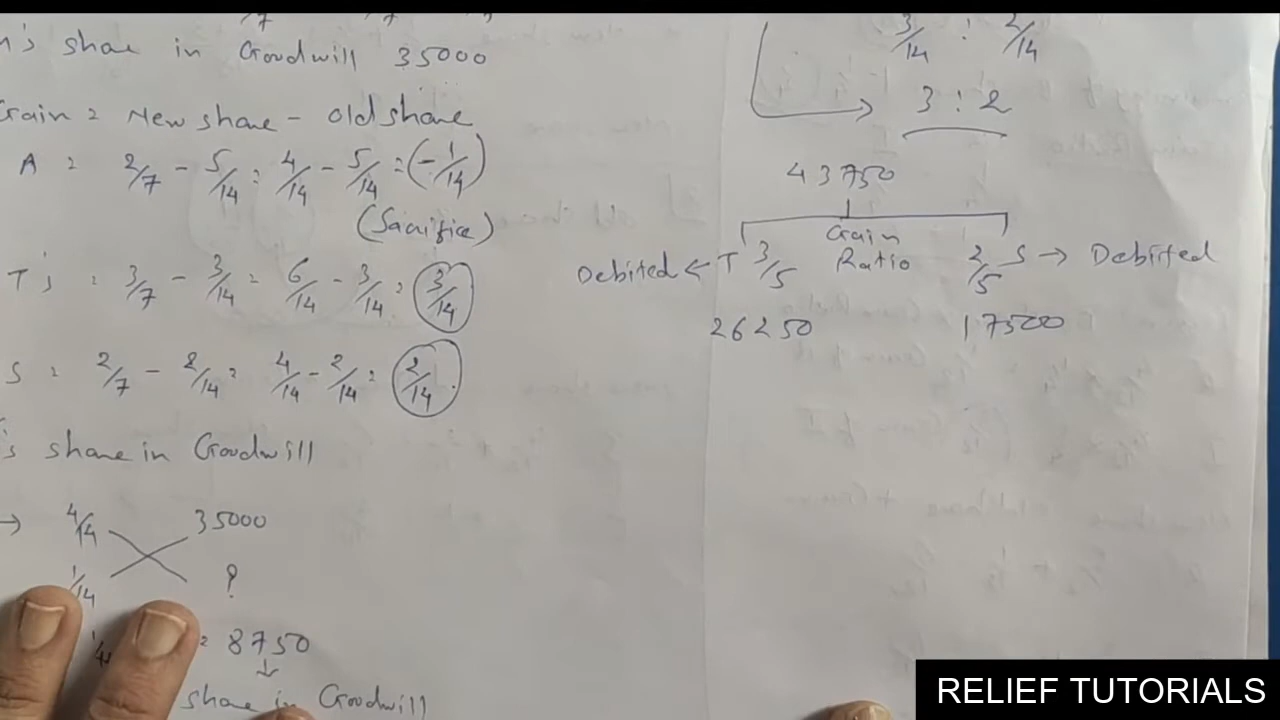 's share in Goodwill 35000
Gain = New share - old share
A = 2/7 - 5/14 = 4/14 - 5/14 = (-1/14)
(Sacrifice)
T's = 3/7 - 3/14 = 6/14 - 3/14 = 3/14
S = 2/7 - 2/14 = 4/14 - 2/14 = 2/14
's share in Goodwill
→ 4/14 35000
1/14 ?
= 8750
share in Goodwill
3/14 : 2/14
3 : 2
43750
Gain
Debited ← T 3/5 Ratio 2/5 S → Debited
26250 17500
RELIEF TUTORIALS